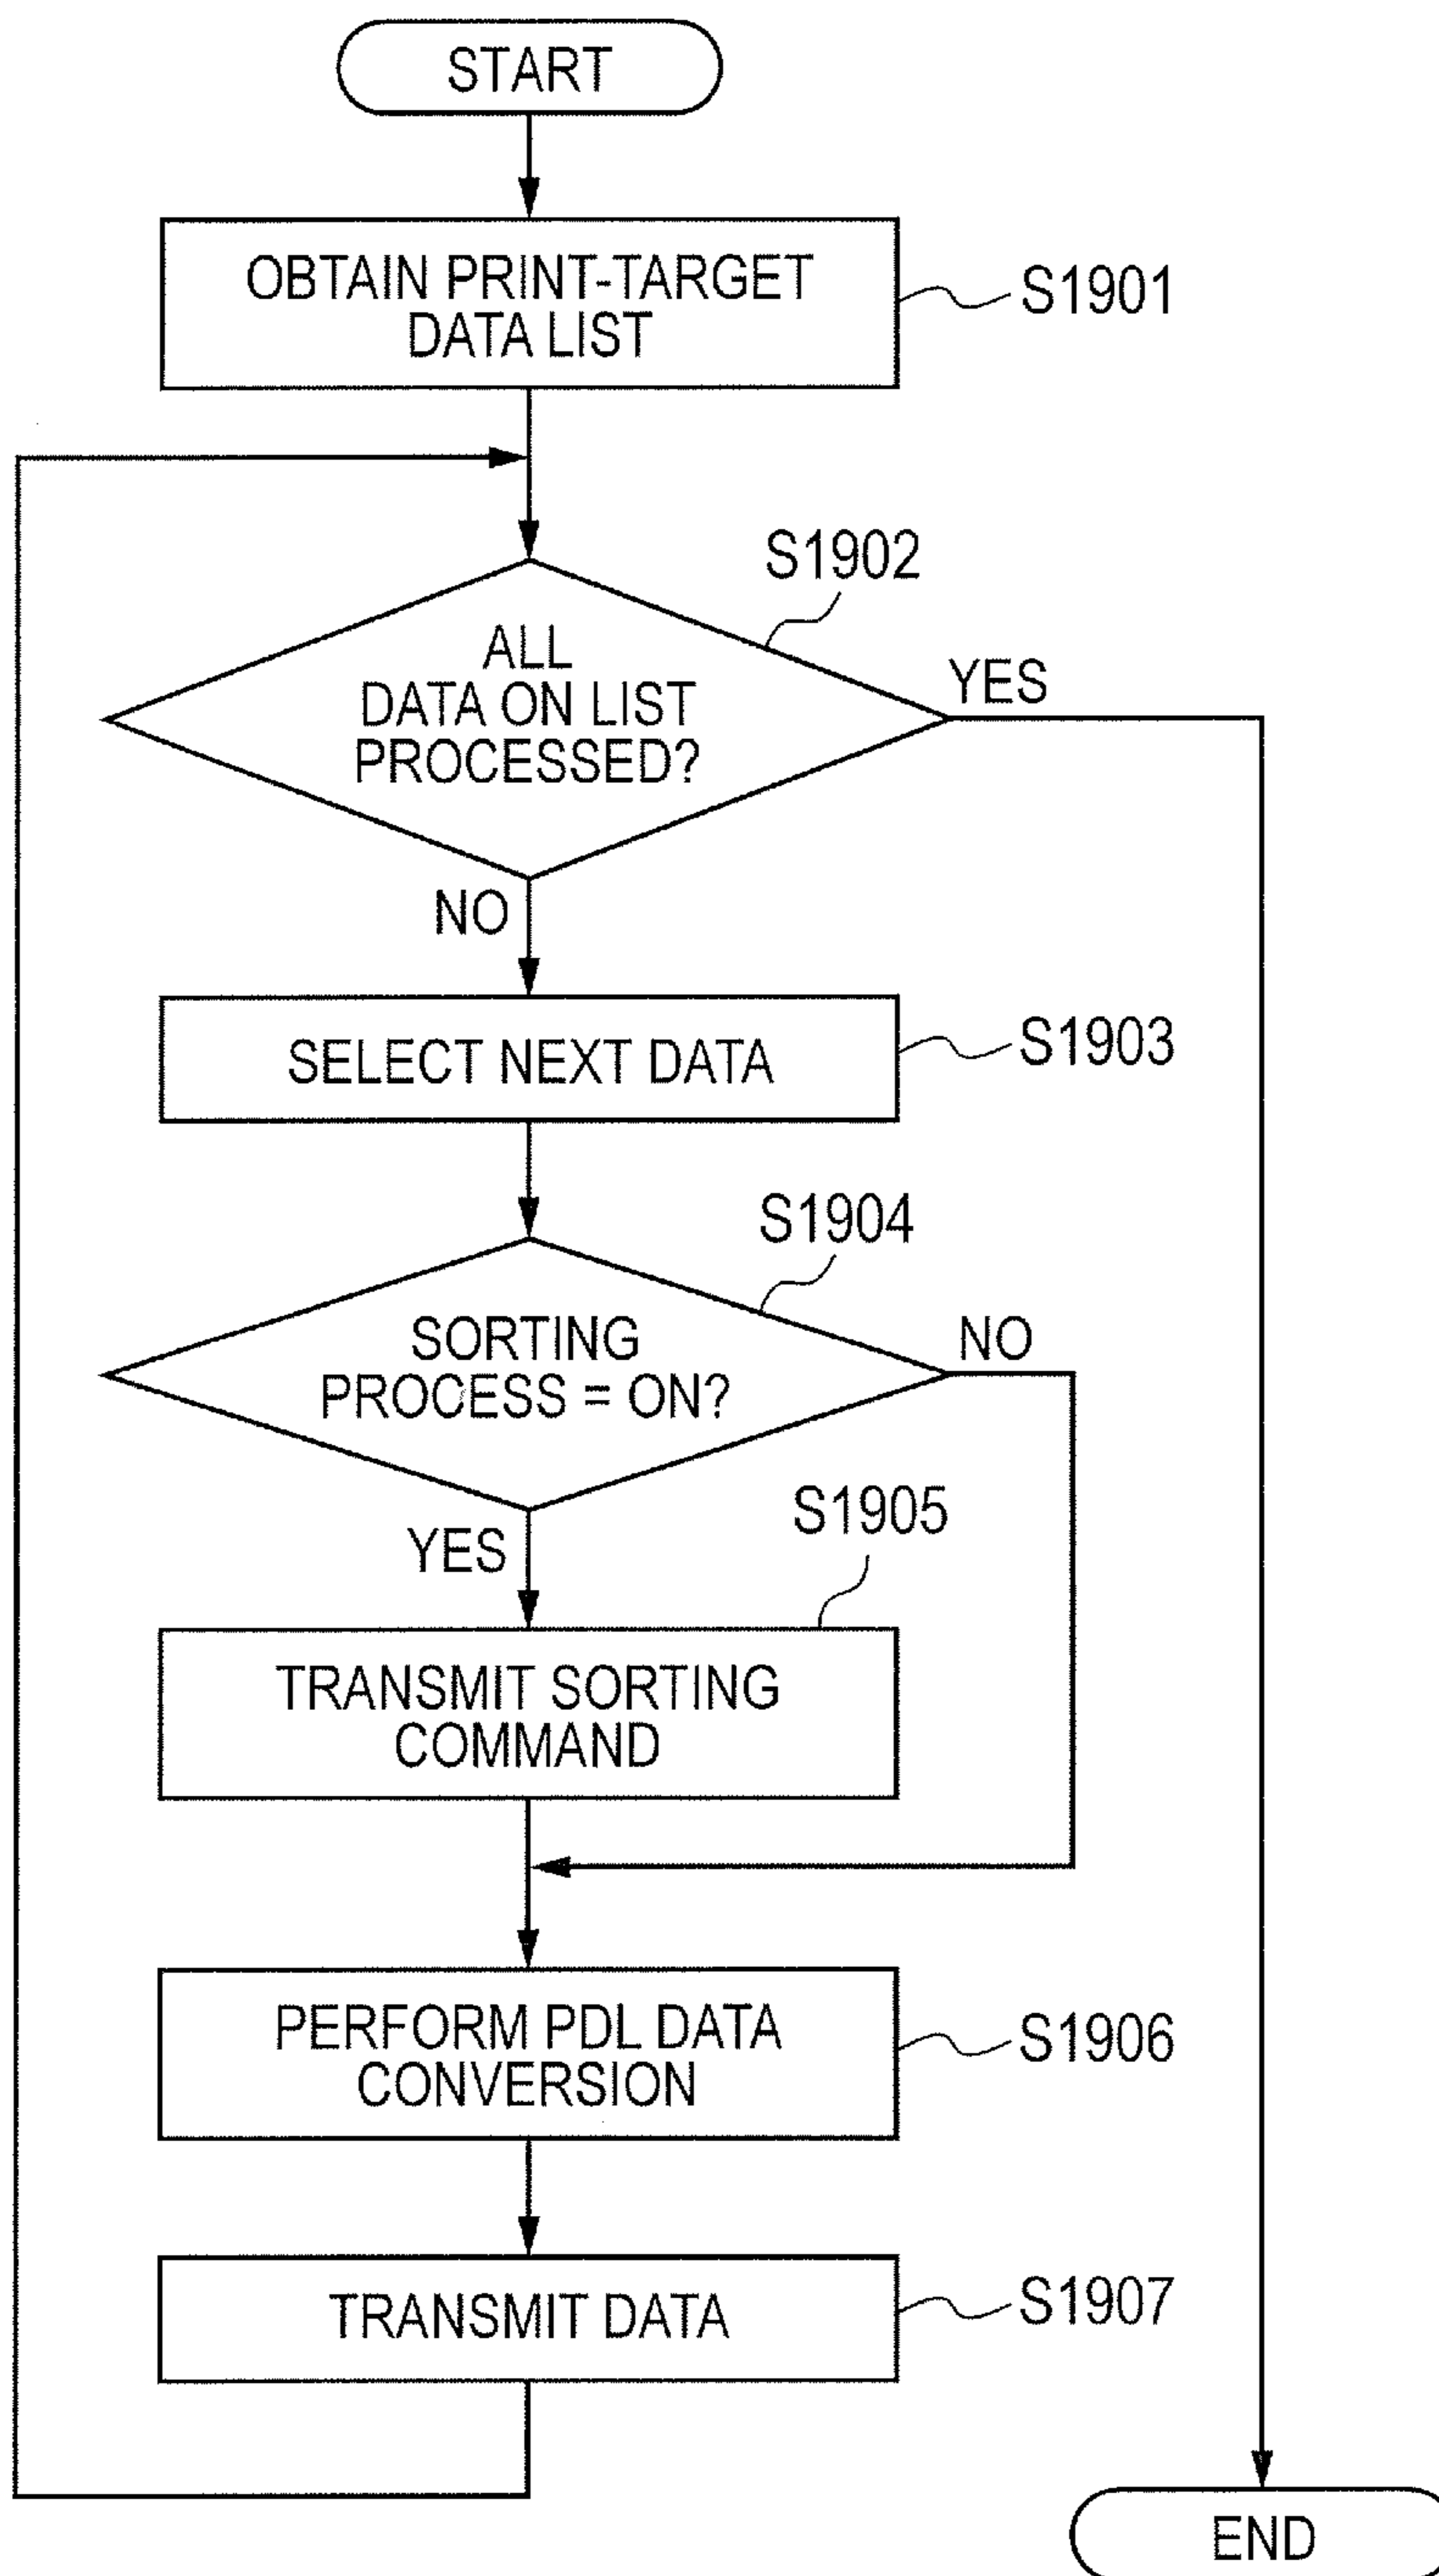 START
OBTAIN PRINT-TARGET
DATA LIST
S1901
S1902
ALL
DATA ON LIST
PROCESSED?
YES
NO
SELECT NEXT DATA
S1903
S1904
SORTING
PROCESS = ON?
NO
YES
S1905
TRANSMIT SORTING
COMMAND
PERFORM PDL DATA
CONVERSION
S1906
TRANSMIT DATA
S1907
END